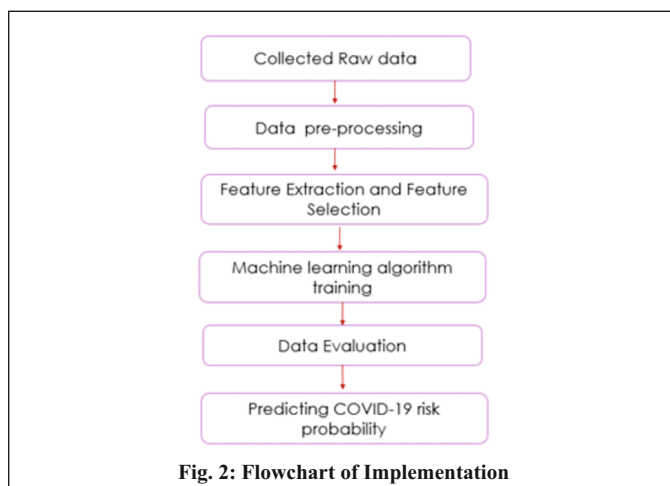 Collected Raw data
Data pre-processing
Feature Extraction and Feature
Selection
Machine learning algorithm
training
Data Evaluation
Predicting COVID-19 risk
probability
Fig. 2: Flowchart of Implementation